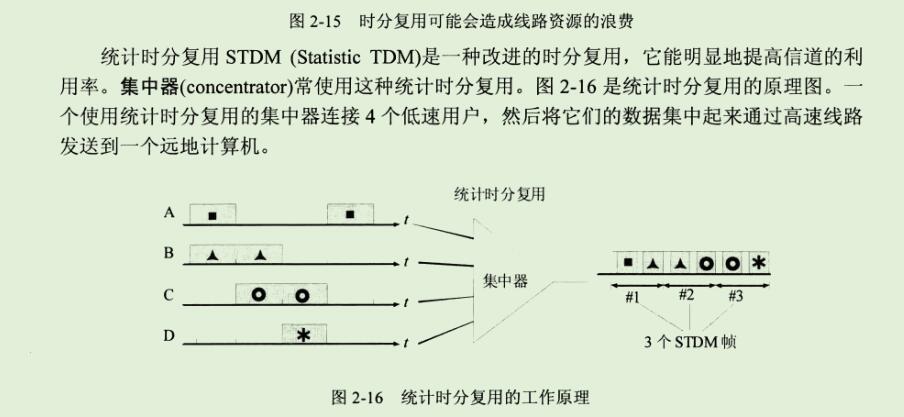 图 2-15 时分复用可能会造成线路资源的浪费
统计时分复用 STDM (Statistic TDM)是一种改进的时分复用，它能明显地提高信道的利
用率。集中器(concentrator)常使用这种统计时分复用。图 2-16 是统计时分复用的原理图。一
个使用统计时分复用的集中器连接 4 个低速用户，然后将它们的数据集中起来通过高速线路
发送到一个远地计算机。
统计时分复用
A
t
B
t
集中器
C
t
#1 #2 #3
D
t
3 个 STDM 帧
图 2-16 统计时分复用的工作原理